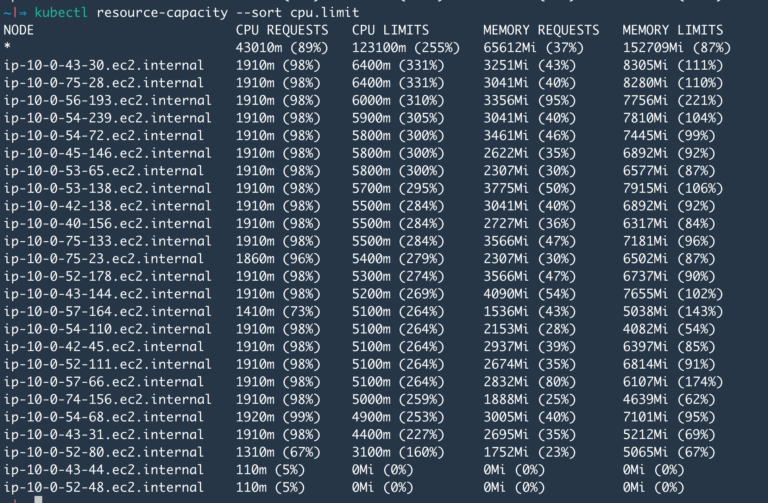 ~|⇒ kubectl resource-capacity --sort cpu.limit
NODE CPU REQUESTS CPU LIMITS MEMORY REQUESTS MEMORY LIMITS
* 43010m (89%) 123100m (255%) 65612Mi (37%) 152709Mi (87%)
ip-10-0-43-30.ec2.internal 1910m (98%) 6400m (331%) 3251Mi (43%) 8305Mi (111%)
ip-10-0-75-28.ec2.internal 1910m (98%) 6400m (331%) 3041Mi (40%) 8280Mi (110%)
ip-10-0-56-193.ec2.internal 1910m (98%) 6000m (310%) 3356Mi (95%) 7756Mi (221%)
ip-10-0-54-239.ec2.internal 1910m (98%) 5900m (305%) 3041Mi (40%) 7810Mi (104%)
ip-10-0-54-72.ec2.internal 1910m (98%) 5800m (300%) 3461Mi (46%) 7445Mi (99%)
ip-10-0-45-146.ec2.internal 1910m (98%) 5800m (300%) 2622Mi (35%) 6892Mi (92%)
ip-10-0-53-65.ec2.internal 1910m (98%) 5800m (300%) 2307Mi (30%) 6577Mi (87%)
ip-10-0-53-138.ec2.internal 1910m (98%) 5700m (295%) 3775Mi (50%) 7915Mi (106%)
ip-10-0-42-138.ec2.internal 1910m (98%) 5500m (284%) 3041Mi (40%) 6892Mi (92%)
ip-10-0-40-156.ec2.internal 1910m (98%) 5500m (284%) 2727Mi (36%) 6317Mi (84%)
ip-10-0-75-133.ec2.internal 1910m (98%) 5500m (284%) 3566Mi (47%) 7181Mi (96%)
ip-10-0-75-23.ec2.internal 1860m (96%) 5400m (279%) 2307Mi (30%) 6502Mi (87%)
ip-10-0-52-178.ec2.internal 1910m (98%) 5300m (274%) 3566Mi (47%) 6737Mi (90%)
ip-10-0-43-144.ec2.internal 1910m (98%) 5200m (269%) 4090Mi (54%) 7655Mi (102%)
ip-10-0-57-164.ec2.internal 1410m (73%) 5100m (264%) 1536Mi (43%) 5038Mi (143%)
ip-10-0-54-110.ec2.internal 1910m (98%) 5100m (264%) 2153Mi (28%) 4082Mi (54%)
ip-10-0-42-45.ec2.internal 1910m (98%) 5100m (264%) 2937Mi (39%) 6397Mi (85%)
ip-10-0-52-111.ec2.internal 1910m (98%) 5100m (264%) 2674Mi (35%) 6814Mi (91%)
ip-10-0-57-66.ec2.internal 1910m (98%) 5100m (264%) 2832Mi (80%) 6107Mi (174%)
ip-10-0-74-156.ec2.internal 1910m (98%) 5000m (259%) 1888Mi (25%) 4639Mi (62%)
ip-10-0-54-68.ec2.internal 1920m (99%) 4900m (253%) 3005Mi (40%) 7101Mi (95%)
ip-10-0-43-31.ec2.internal 1910m (98%) 4400m (227%) 2695Mi (35%) 5212Mi (69%)
ip-10-0-52-80.ec2.internal 1310m (67%) 3100m (160%) 1752Mi (23%) 5065Mi (67%)
ip-10-0-43-44.ec2.internal 110m (5%) 0Mi (0%) 0Mi (0%) 0Mi (0%)
ip-10-0-52-48.ec2.internal 110m (5%) 0Mi (0%) 0Mi (0%) 0Mi (0%)